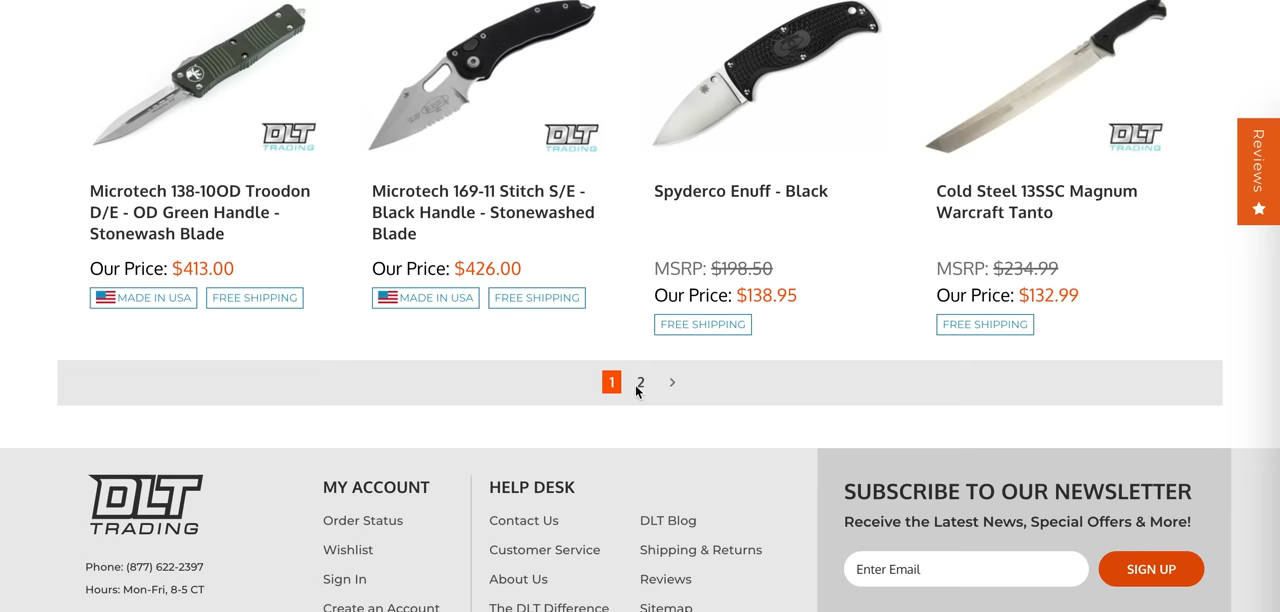 DLT
TRADING
DLT
TRADING
DLT
TRADING
Microtech 138-10OD Troodon
D/E - OD Green Handle -
Stonewash Blade
Our Price: $413.00
MADE IN USA
FREE SHIPPING
Microtech 169-11 Stitch S/E -
Black Handle - Stonewashed
Blade
Our Price: $426.00
MADE IN USA
FREE SHIPPING
Spyderco Enuff - Black
MSRP: $198.50
Our Price: $138.95
FREE SHIPPING
Cold Steel 13SSC Magnum
Warcraft Tanto
MSRP: $234.99
Our Price: $132.99
FREE SHIPPING
Reviews
1 2 >
DLT
TRADING
Phone: (877) 622-2397
Hours: Mon-Fri, 8-5 CT
MY ACCOUNT
Order Status
Wishlist
Sign In
Create an Account
HELP DESK
Contact Us
Customer Service
About Us
The DLT Difference
DLT Blog
Shipping & Returns
Reviews
Sitemap
SUBSCRIBE TO OUR NEWSLETTER
Receive the Latest News, Special Offers & More!
Enter Email
SIGN UP